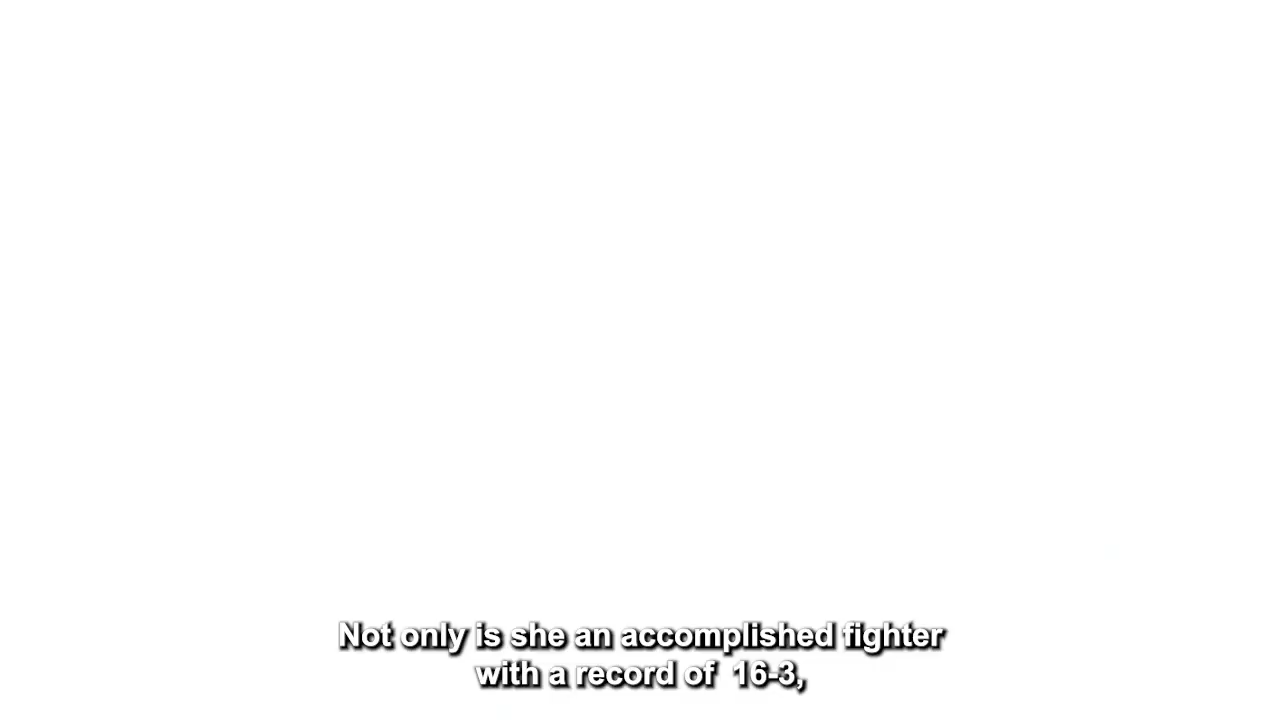 Not only is she an accomplished fighter
with a record of  16-3,